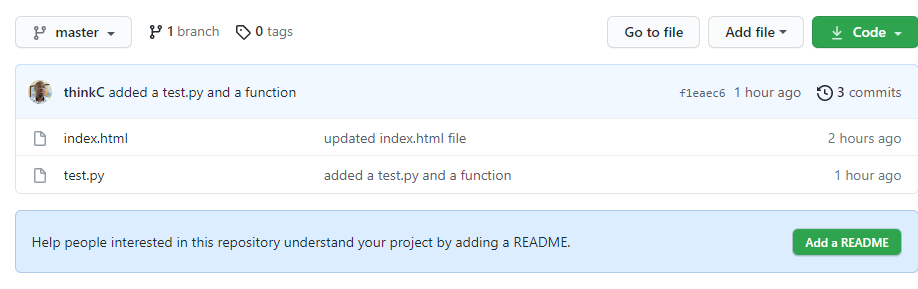 master 1 branch 0 tags Go to file Add file Code
thinkC added a test.py and a function f1eaec6 1 hour ago 3 commits
index.html updated index.html file 2 hours ago
test.py added a test.py and a function 1 hour ago
Help people interested in this repository understand your project by adding a README. Add a README